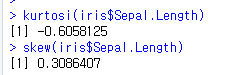 > kurtosi(iris$Sepal.Length)
[1] -0.6058125
> skew(iris$Sepal.Length)
[1] 0.3086407